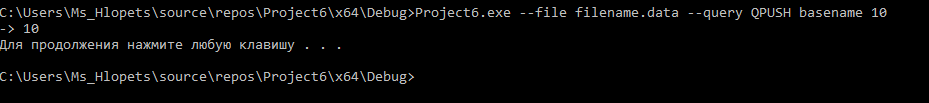 C:\Users\Ms_Hlopets\source\repos\Project6\x64\Debug>Project6.exe --file filename.data --query QPUSH basename 10
-> 10
Для продолжения нажмите любую клавишу . . .
C:\Users\Ms_Hlopets\source\repos\Project6\x64\Debug>